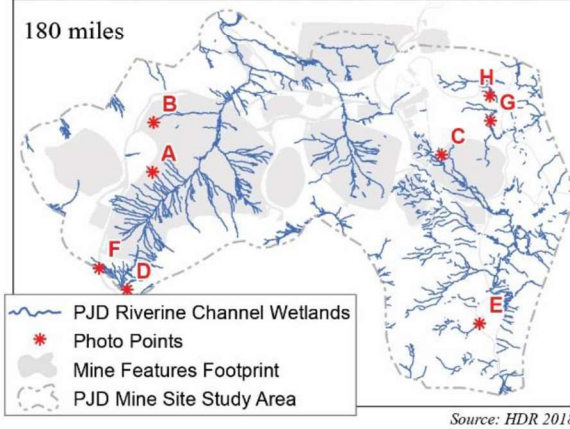 180 miles
H
B
G
C
A
F
D
E
PJD Riverine Channel Wetlands
Photo Points
Mine Features Footprint
PJD Mine Site Study Area
Source: HDR 2018